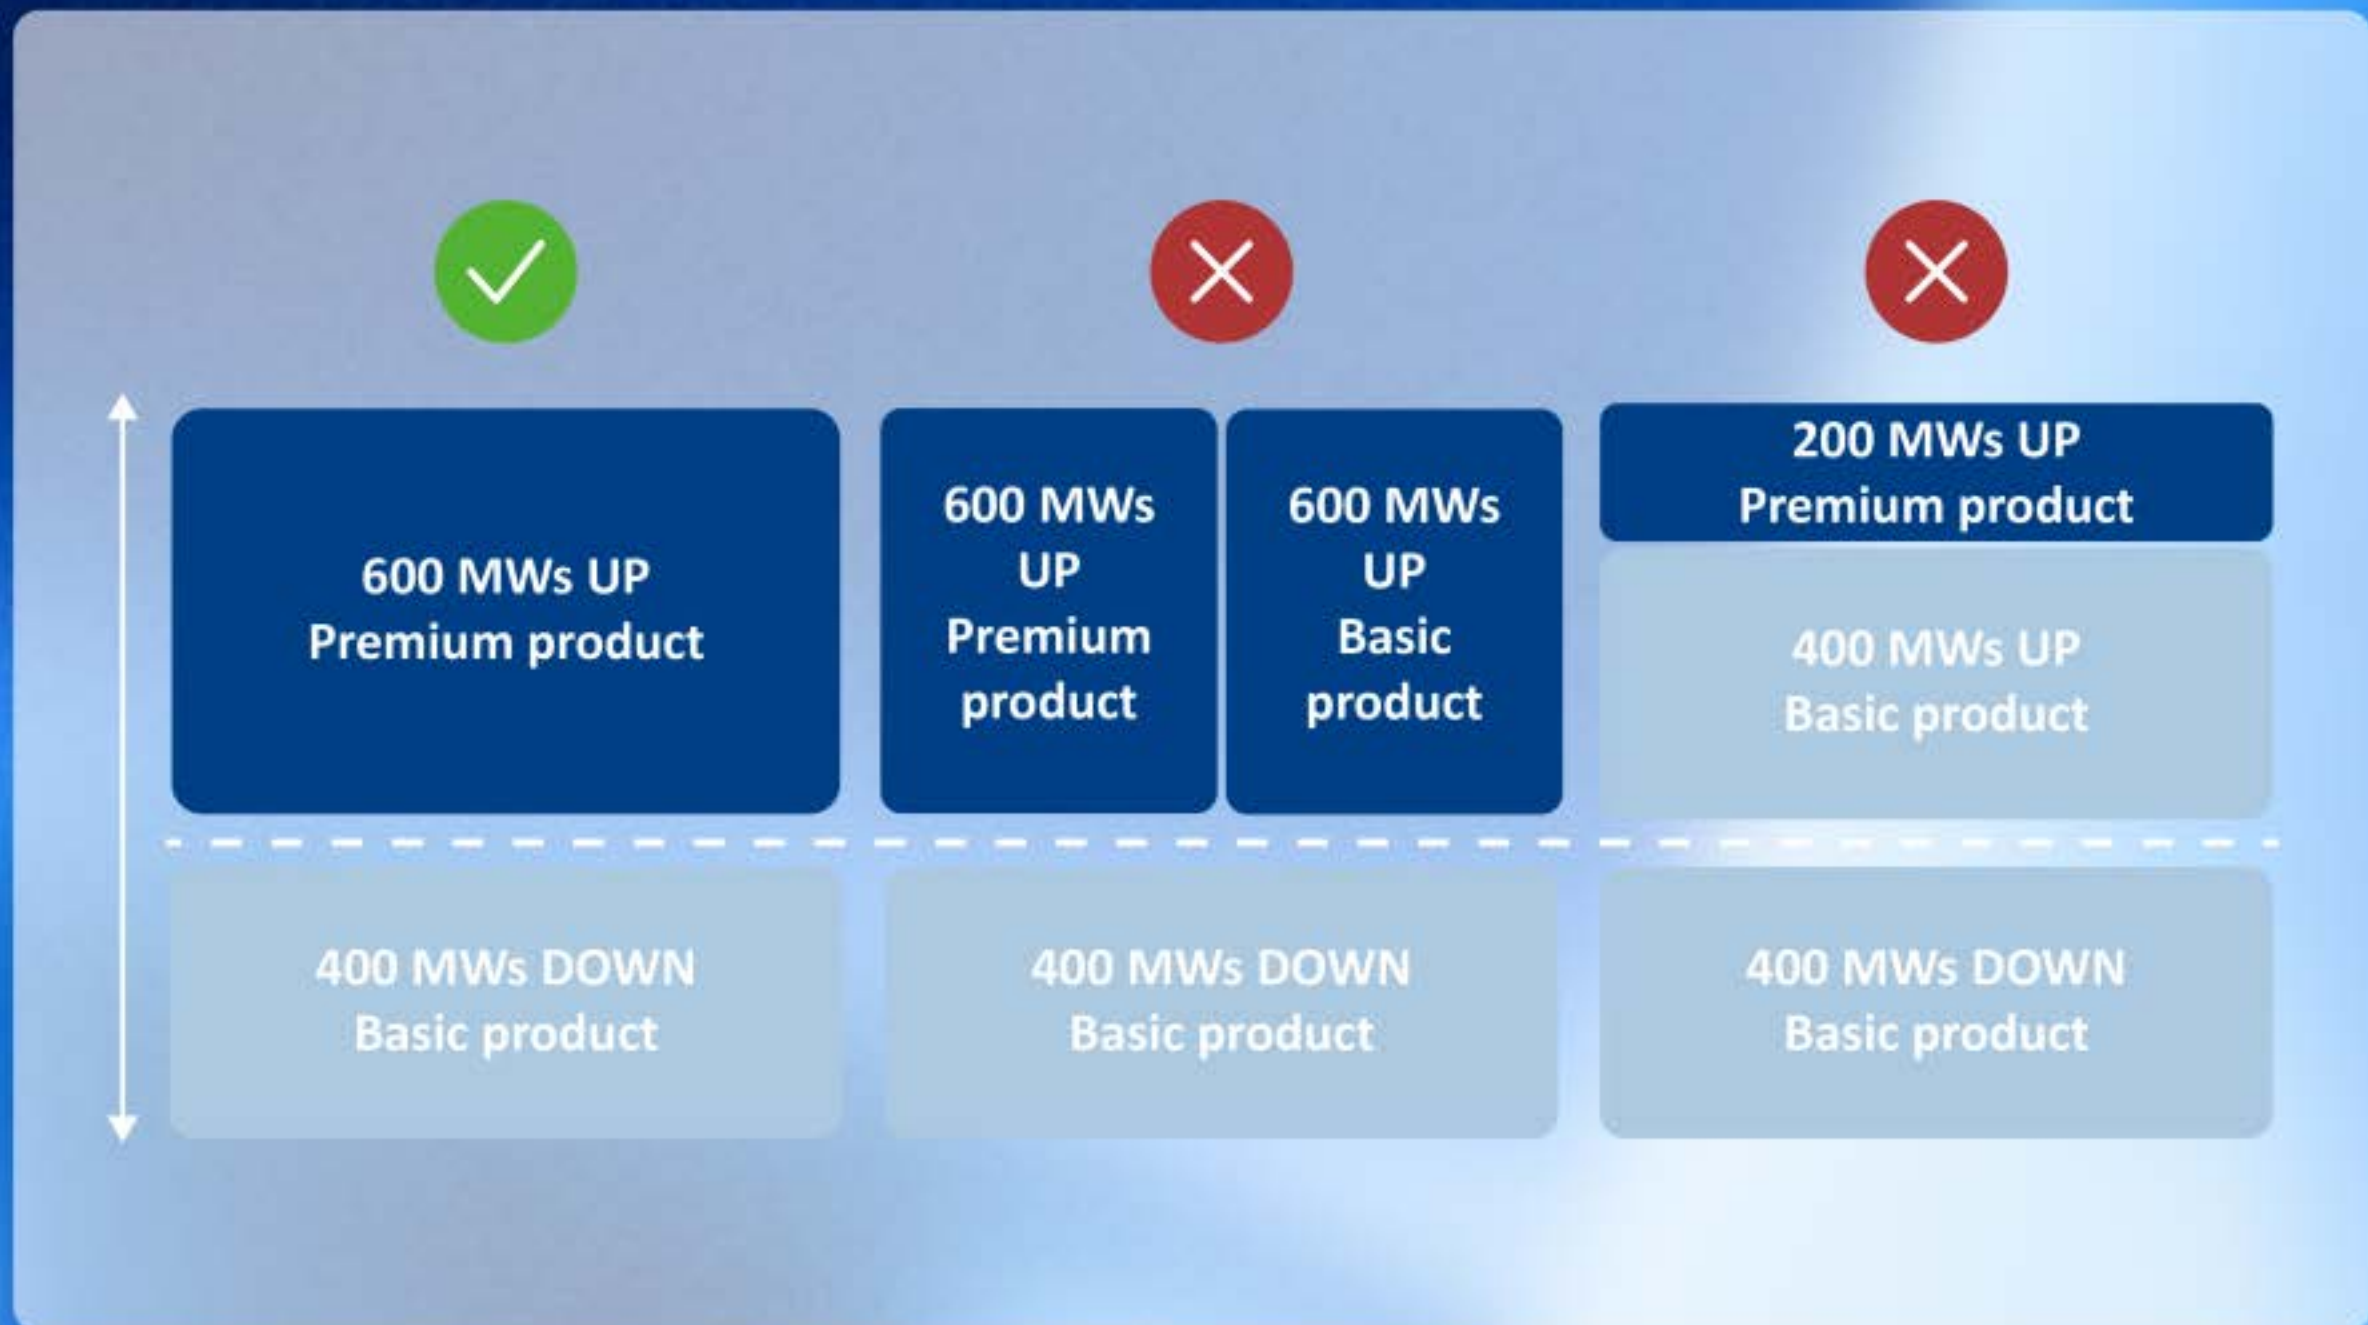 600 MWs UP
Premium product
600 MWs
UP
Premium
product
600 MWs
UP
Basic
product
200 MWs UP
Premium product
400 MWs UP
Basic product
400 MWs DOWN
Basic product
400 MWs DOWN
Basic product
400 MWs DOWN
Basic product